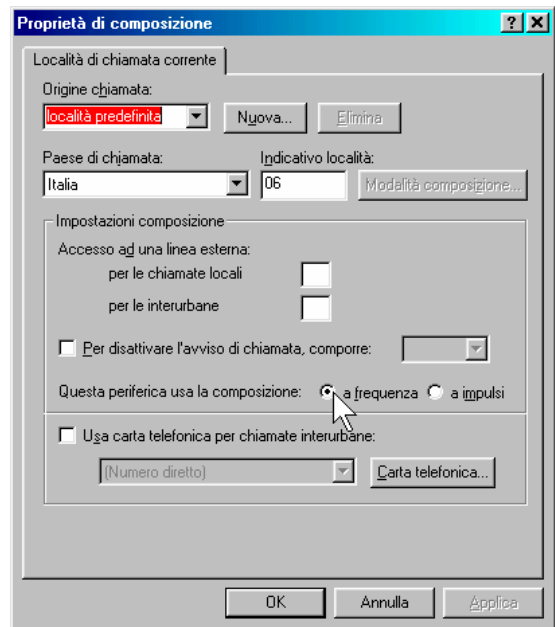 Proprietà di composizione
Località di chiamata corrente
Origine chiamata:
località predefinita Nuova... Elimina
Paese di chiamata: Indicativo località:
Italia 06 Modalità composizione...
Impostazioni composizione
Accesso ad una linea esterna:
per le chiamate locali
per le interurbane
Per disattivare l'avviso di chiamata, comporre:
Questa periferica usa la composizione: a frequenza a impulsi
Usa carta telefonica per chiamate interurbane:
(Numero diretto) Carta telefonica...
OK Annulla Applica